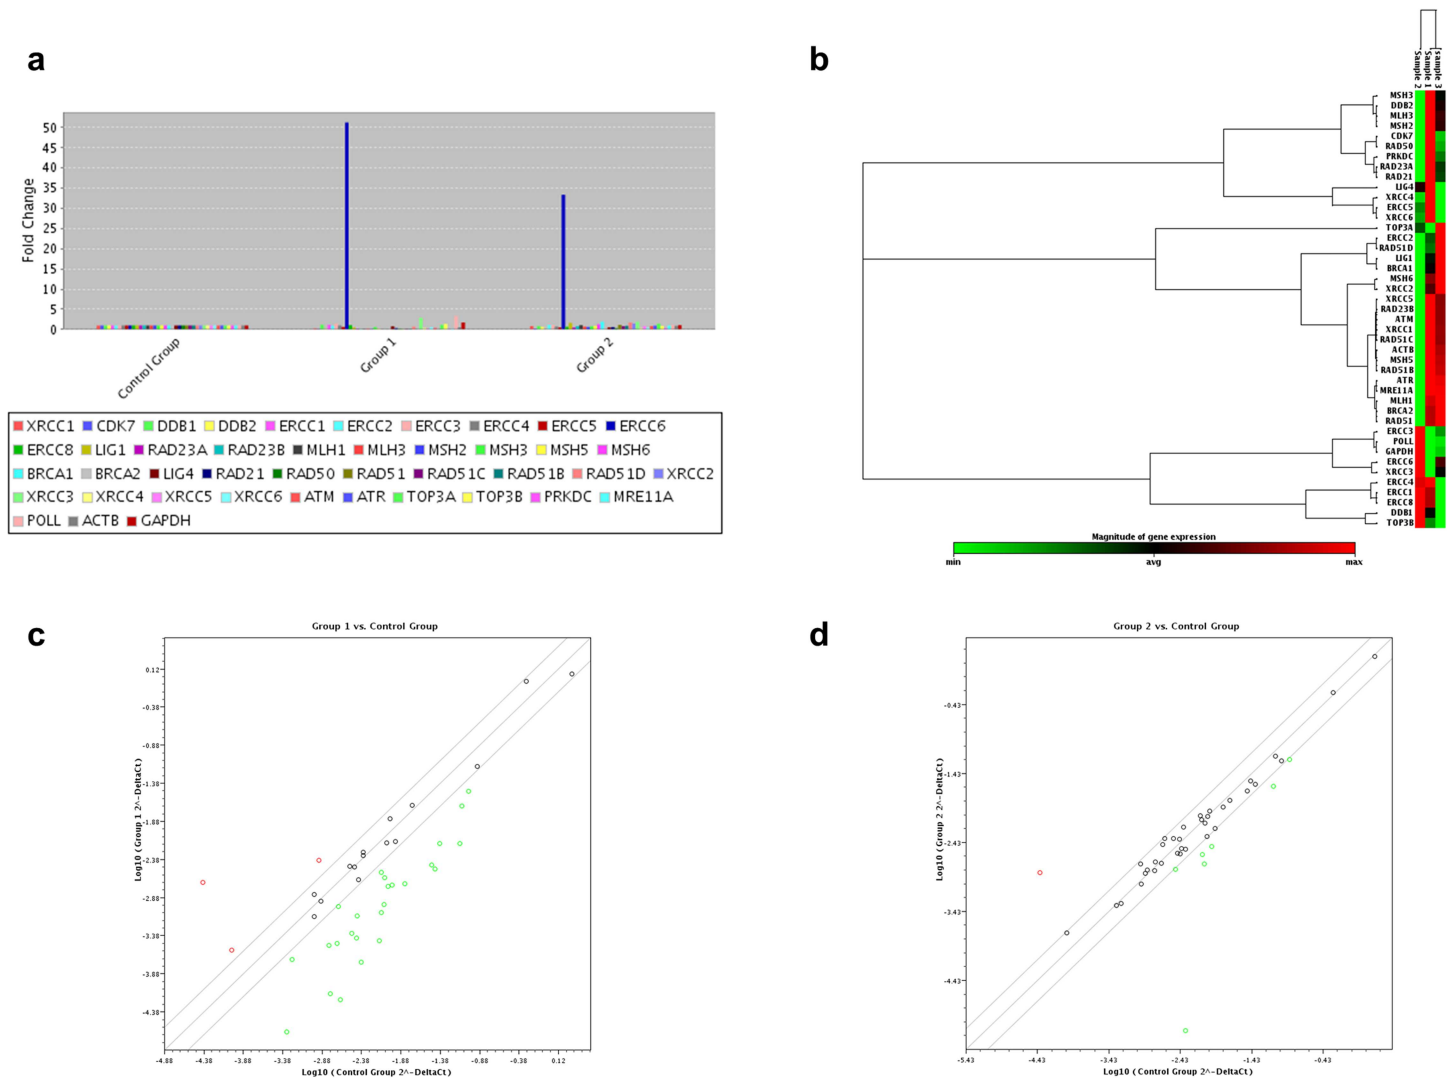 a
50
45
40
35
30
25
20
15
10
5
0
Fold Change
Control Group
Group 1
Group 2
XRCC1 CDK7 DDB1 DDB2 ERCC1 ERCC2 ERCC3 ERCC4 ERCC5 ERCC6
ERCC8 LIG1 RAD23A RAD23B MLH1 MLH3 MSH2 MSH3 MSH5 MSH6
BRCA1 BRCA2 LIG4 RAD21 RAD50 RAD51 RAD51C RAD51B RAD51D XRCC2
XRCC3 XRCC4 XRCC5 XRCC6 ATM ATR TOP3A TOP3B PRKDC MRE11A
POLL ACTB GAPDH
b
Sample 2
Sample 1
sample 3
MSH3
DDB2
MLH3
MSH2
CDK7
RAD50
PRKDC
RAD23A
RAD21
LIG4
XRCC4
ERCC5
XRCC6
TOP3A
ERCC2
RAD51D
LIG1
BRCA1
MSH6
XRCC2
XRCC5
RAD23B
ATM
XRCC1
RAD51C
ACTB
MSH5
RAD51B
ATR
MRE11A
MLH1
BRCA2
RAD51
ERCC3
POLL
GAPDH
ERCC6
XRCC3
ERCC4
ERCC1
ERCC8
DDB1
TOP3B
Magnitude of gene expression
min avg max
c
Group 1 vs. Control Group
0.12
-0.38
-0.88
-1.38
-1.88
-2.38
-2.88
-3.38
-3.88
-4.38
Log10 (Group 1 2^-DeltaCt)
-4.88 -4.38 -3.88 -3.38 -2.88 -2.38 -1.88 -1.38 -0.88 -0.38 0.12
Log10 (Control Group 2^-DeltaCt)
d
Group 2 vs. Control Group
-0.43
-1.43
-2.43
-3.43
-4.43
Log10 (Group 2 2^-DeltaCt)
-5.43 -4.43 -3.43 -2.43 -1.43 -0.43
Log10 (Control Group 2^-DeltaCt)